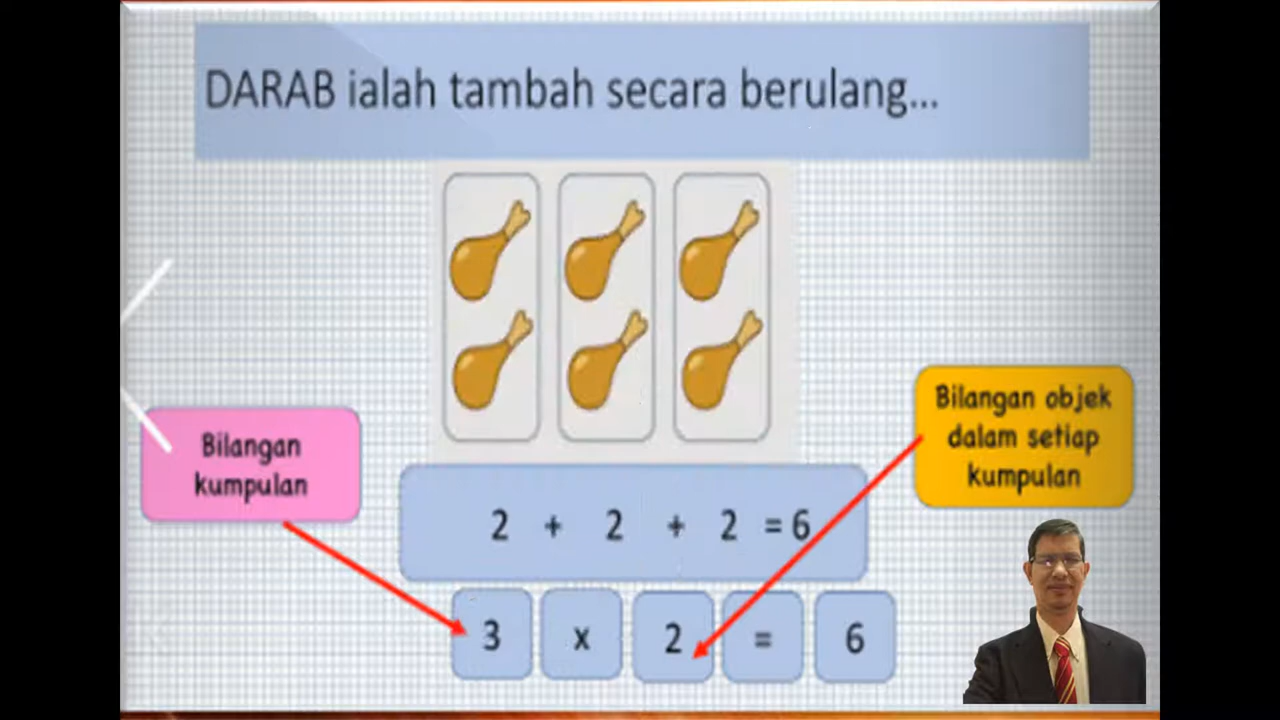 DARAB ialah tambah secara berulang...
Bilangan
kumpulan
Bilangan objek
dalam setiap
kumpulan
2 + 2 + 2 = 6
3 x 2 = 6